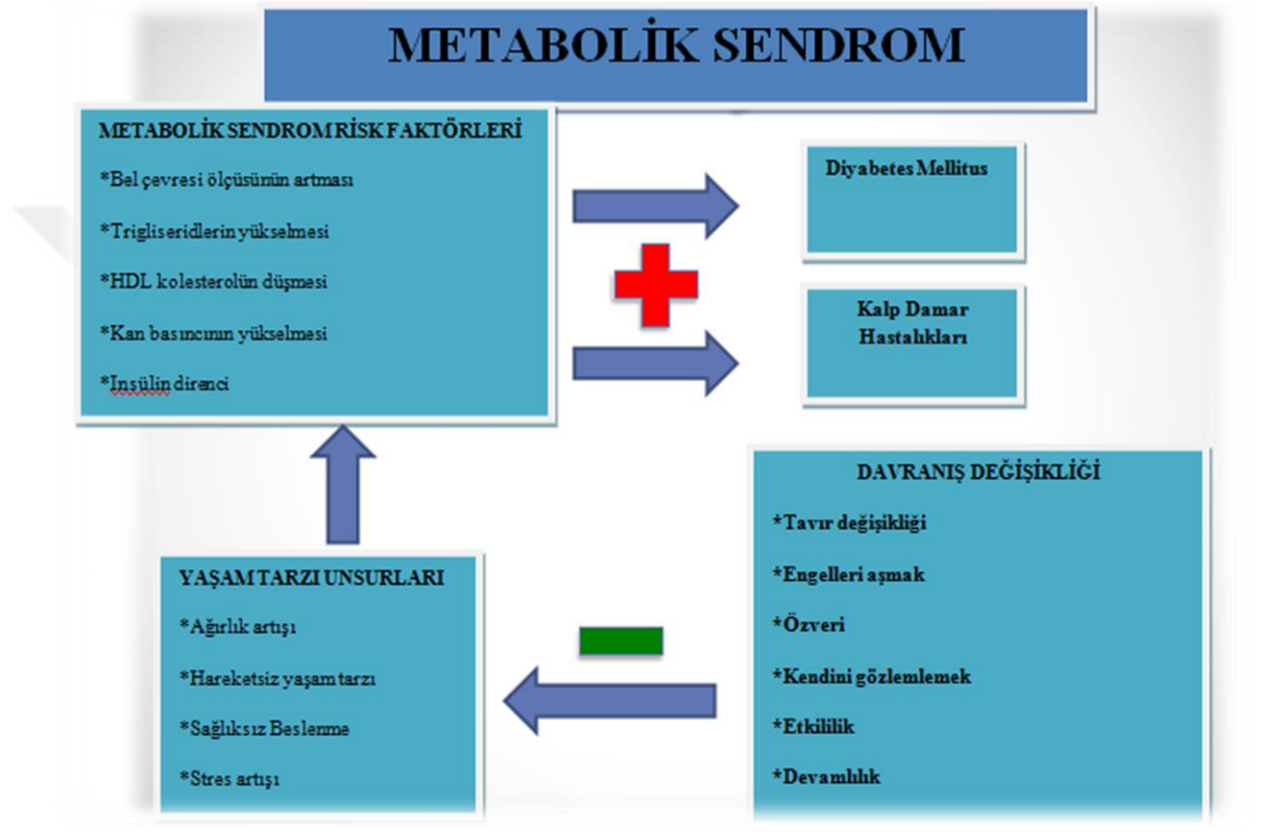 METABOLİK SENDROM
METABOLİK SENDROM RİSK FAKTÖRLERİ
*Bel çevresi ölçüsünün artması
*Trigliseridlerin yükselmesi
*HDL kolesterolün düşmesi
*Kan basıncının yükselmesi
*Insülin direnci
Diyabetes Mellitus
Kalp Damar
Hastalıkları
YAŞAM TARZI UNSURLARI
*Ağırlık artışı
*Hareketsiz yaşam tarzı
*Sağlıksız Beslenme
*Stres artışı
DAVRANIŞ DEĞİŞİKLİĞİ
*Tavır değişikliği
*Engelleri aşmak
*Özveri
*Kendini gözlemlemek
*Etkililik
*Devamlılık